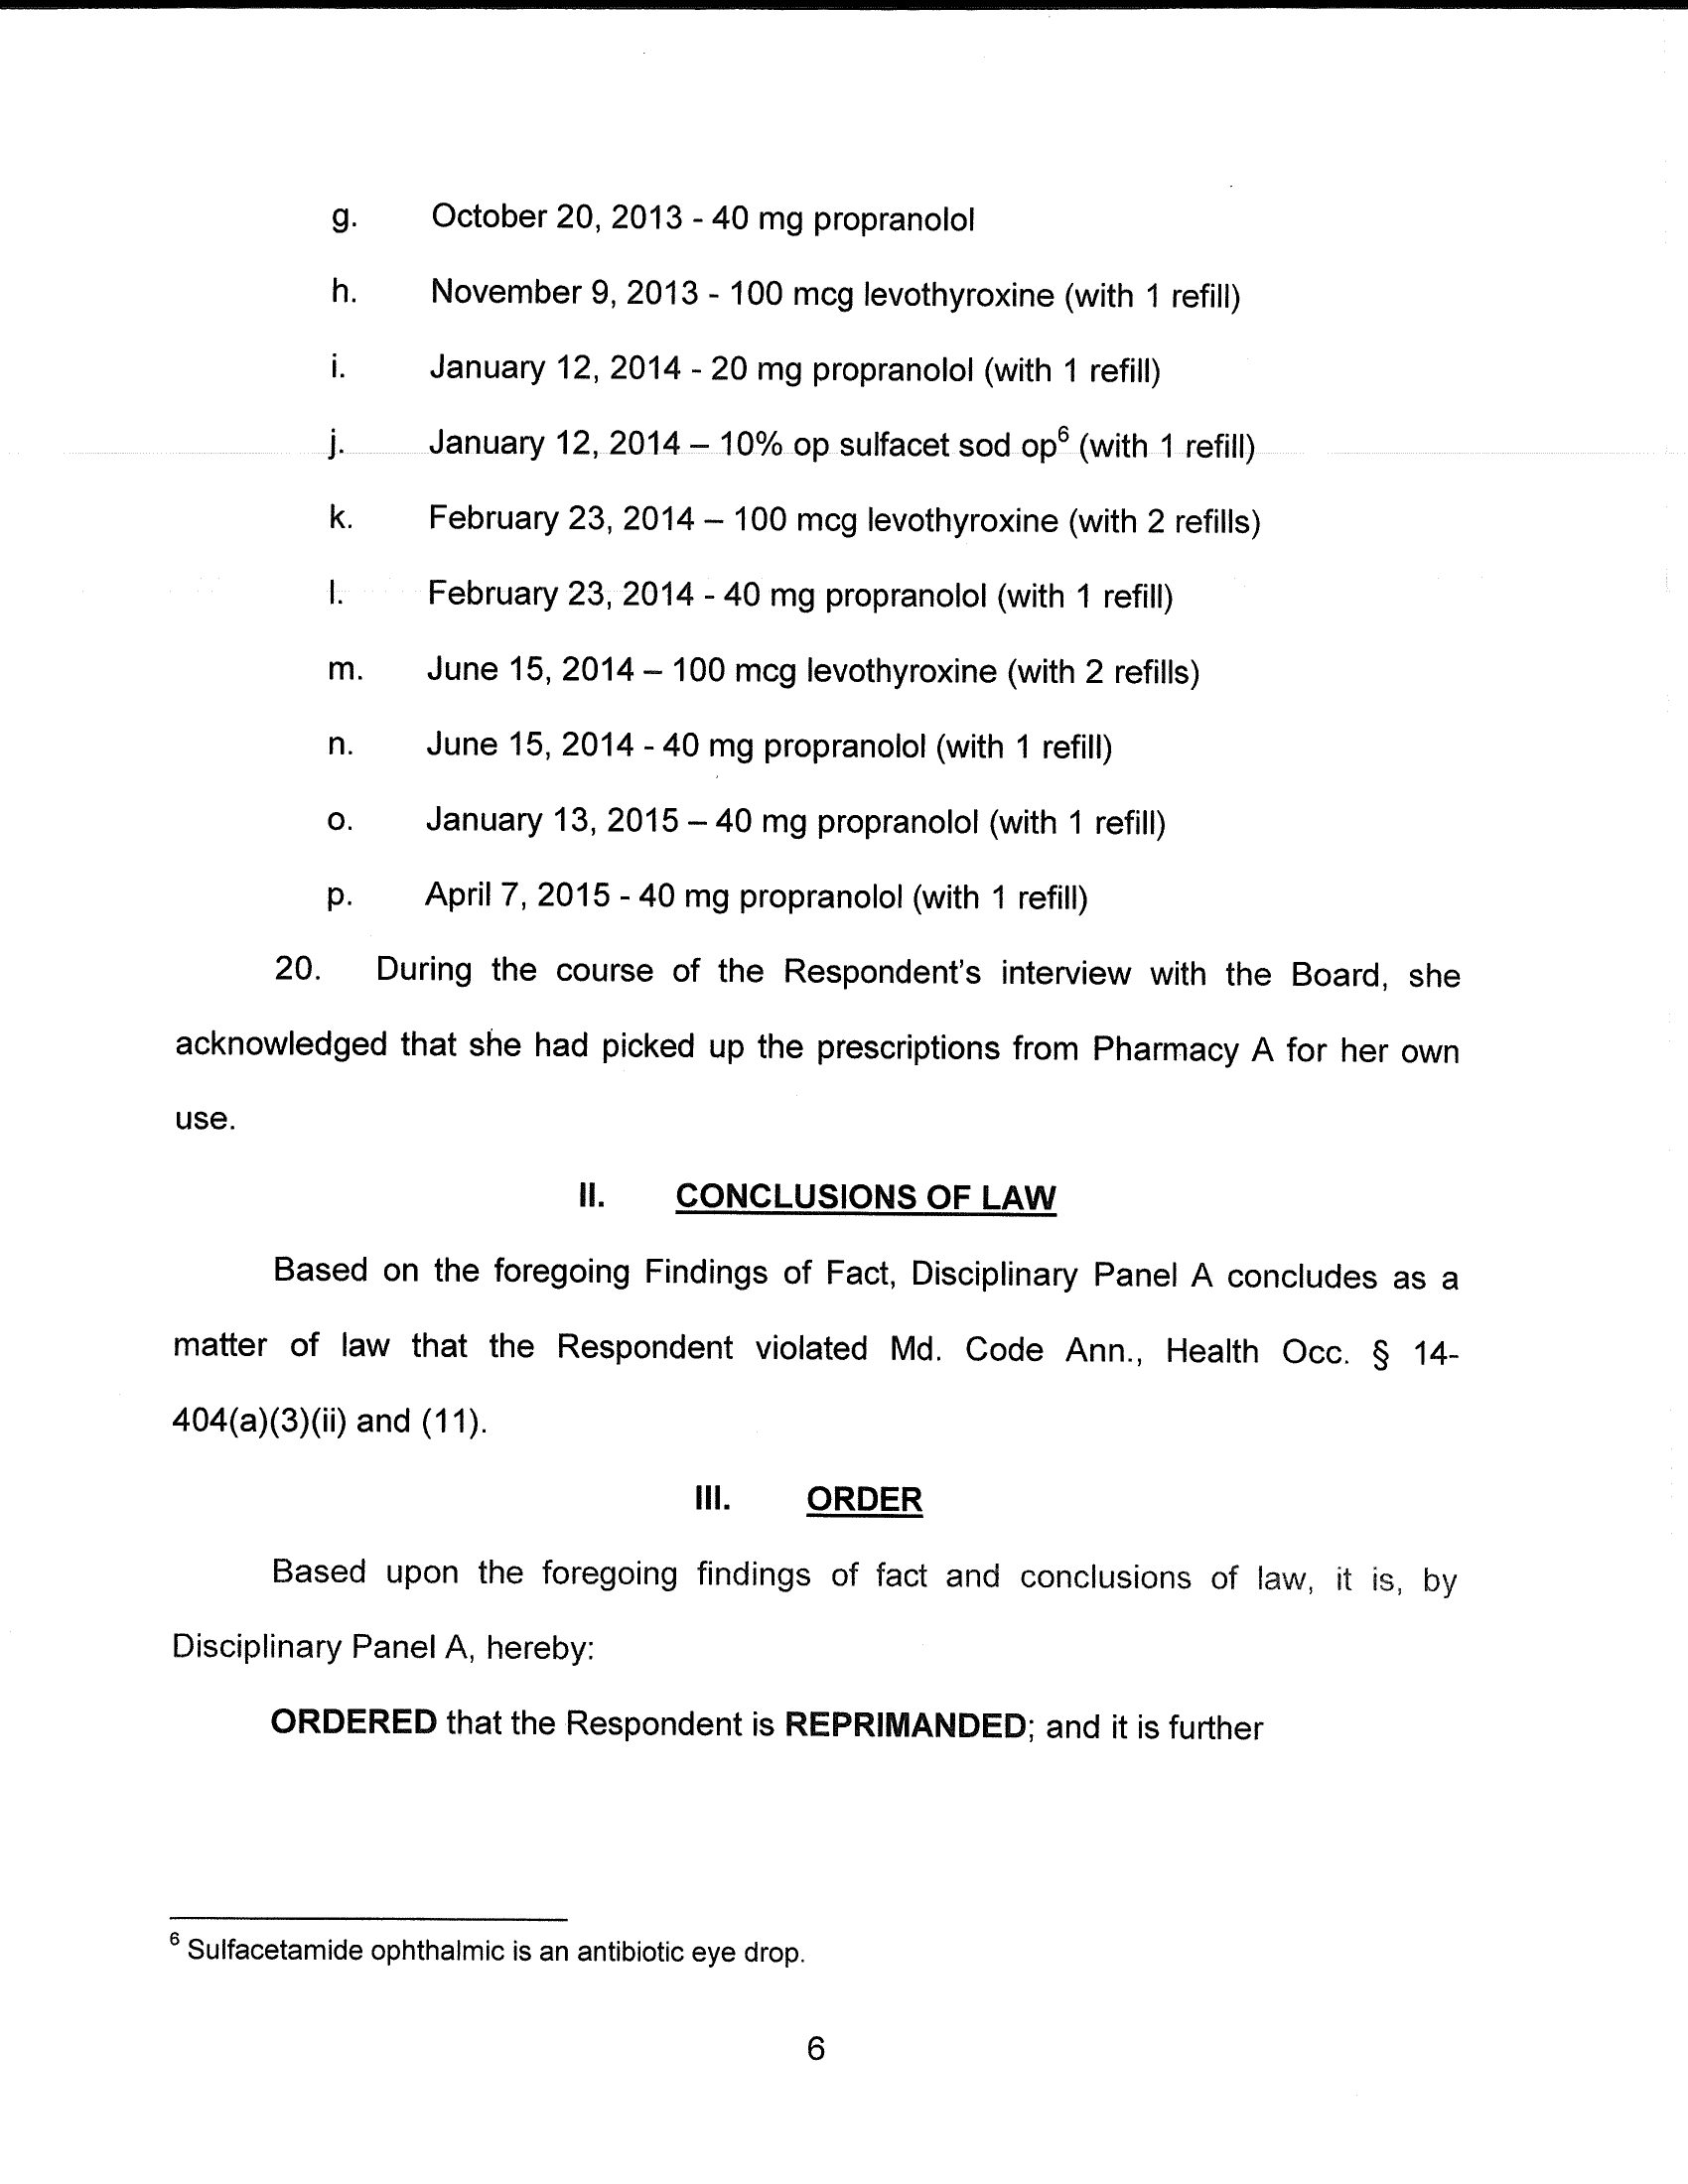 g. October 20, 2013 - 40 mg propranolol
h. November 9, 2013 - 100 mcg levothyroxine (with 1 refill)
i. January 12, 2014 - 20 mg propranolol (with 1 refill)
j. January 12, 2014 – 10% op sulfacet sod op⁶ (with 1 refill)
k. February 23, 2014 – 100 mcg levothyroxine (with 2 refills)
l. February 23, 2014 - 40 mg propranolol (with 1 refill)
m. June 15, 2014 – 100 mcg levothyroxine (with 2 refills)
n. June 15, 2014 - 40 mg propranolol (with 1 refill)
o. January 13, 2015 – 40 mg propranolol (with 1 refill)
p. April 7, 2015 - 40 mg propranolol (with 1 refill)
20. During the course of the Respondent's interview with the Board, she
acknowledged that she had picked up the prescriptions from Pharmacy A for her own
use.
II. CONCLUSIONS OF LAW
Based on the foregoing Findings of Fact, Disciplinary Panel A concludes as a
matter of law that the Respondent violated Md. Code Ann., Health Occ. § 14-
404(a)(3)(ii) and (11).
III. ORDER
Based upon the foregoing findings of fact and conclusions of law, it is, by
Disciplinary Panel A, hereby:
ORDERED that the Respondent is REPRIMANDED; and it is further
⁶ Sulfacetamide ophthalmic is an antibiotic eye drop.
6